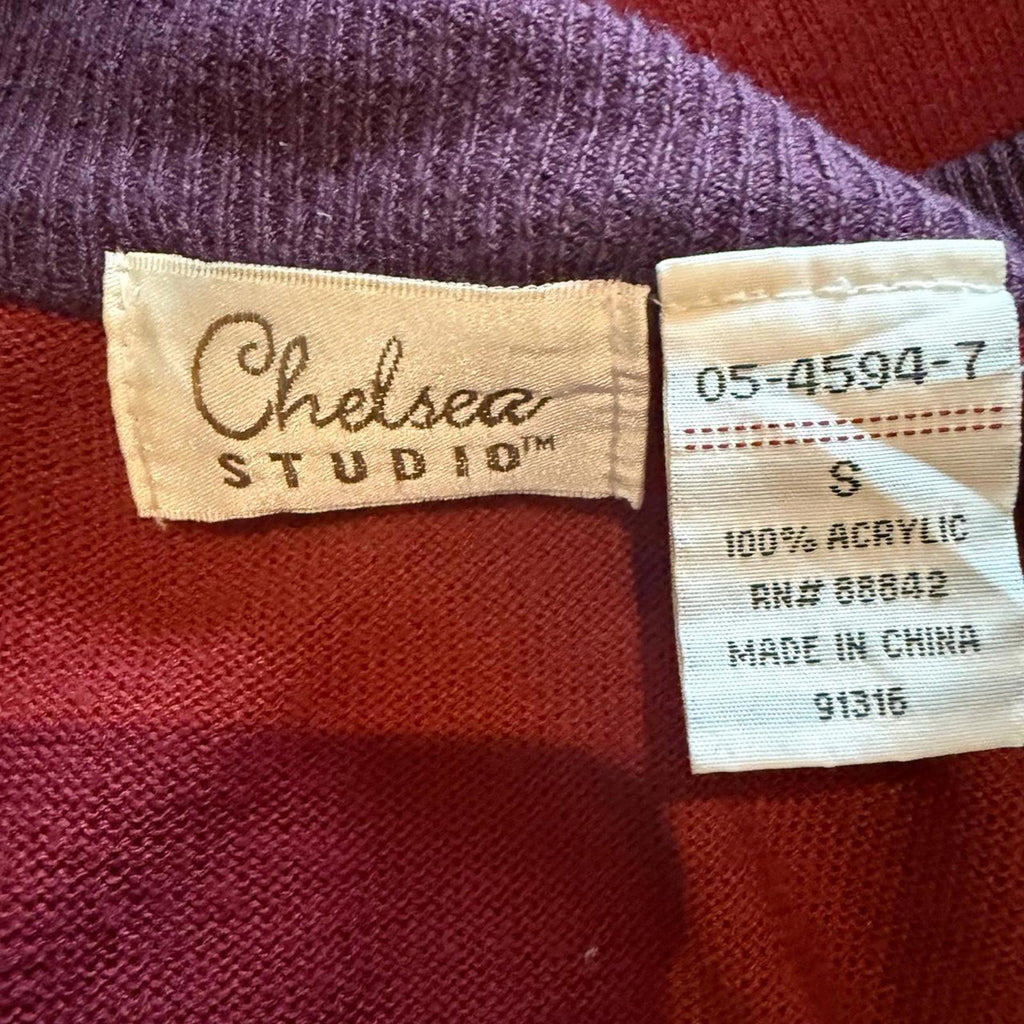 Chelsea
STUDIO™
05-4594-7
S
100% ACRYLIC
RN# 88842
MADE IN CHINA
91316